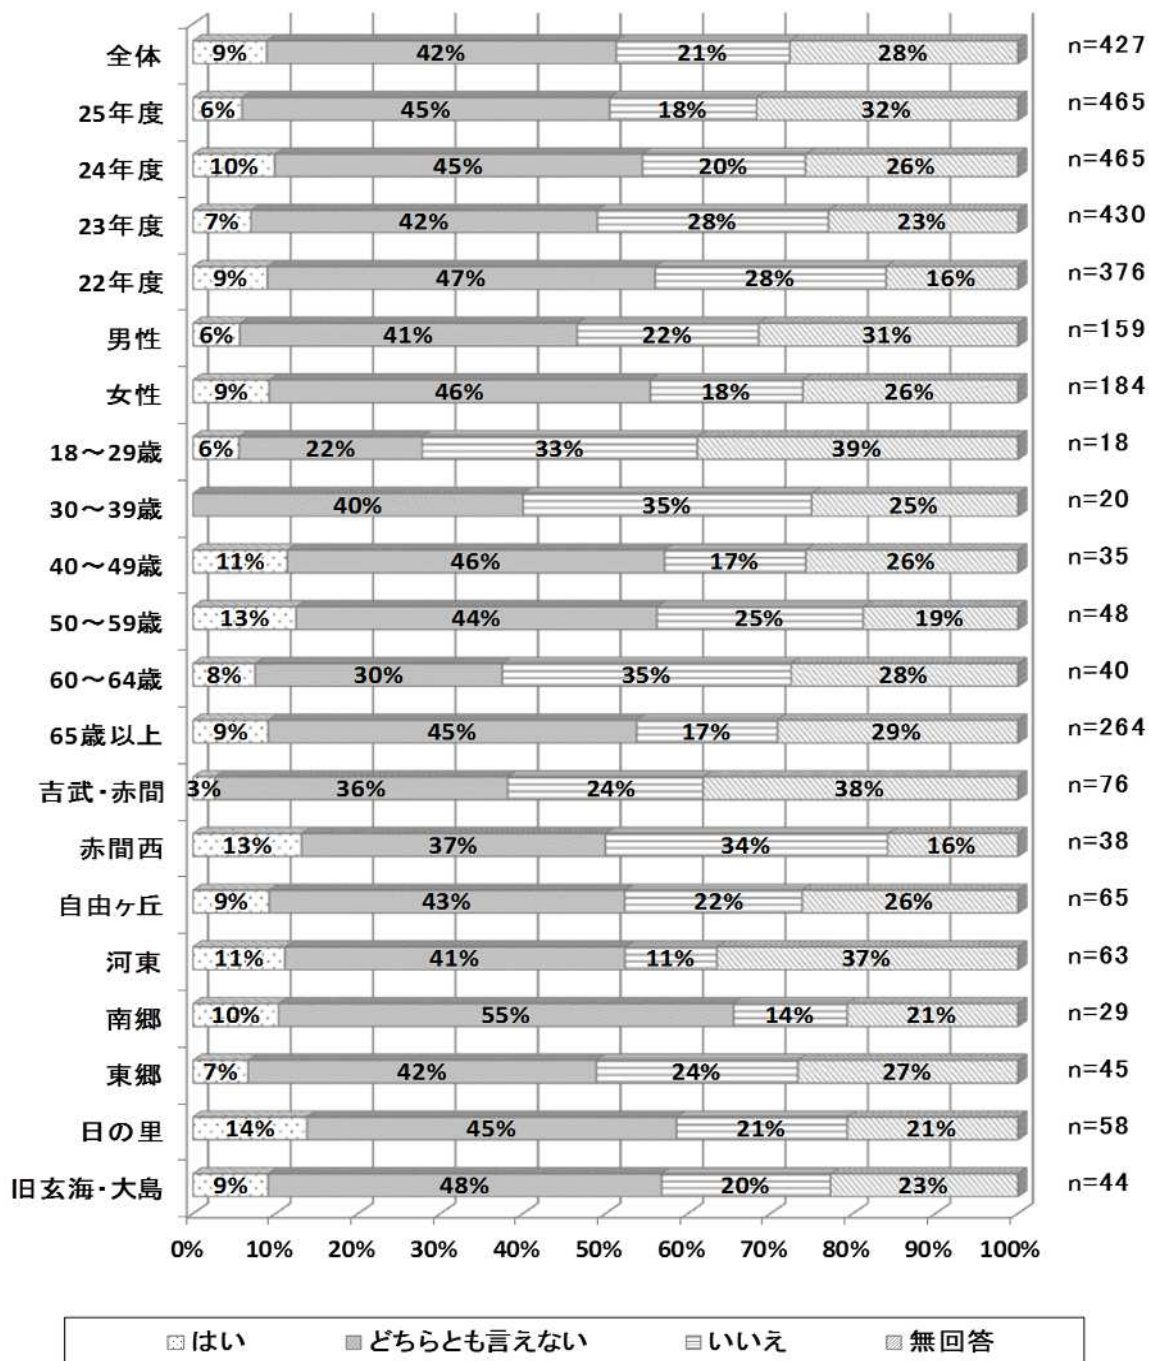 全体 9% 42% 21% 28% n=427
25年度 6% 45% 18% 32% n=465
24年度 10% 45% 20% 26% n=465
23年度 7% 42% 28% 23% n=430
22年度 9% 47% 28% 16% n=376
男性 6% 41% 22% 31% n=159
女性 9% 46% 18% 26% n=184
18～29歳 6% 22% 33% 39% n=18
30～39歳 40% 35% 25% n=20
40～49歳 11% 46% 17% 26% n=35
50～59歳 13% 44% 25% 19% n=48
60～64歳 8% 30% 35% 28% n=40
65歳以上 9% 45% 17% 29% n=264
吉武・赤間 3% 36% 24% 38% n=76
赤間西 13% 37% 34% 16% n=38
自由ヶ丘 9% 43% 22% 26% n=65
河東 11% 41% 11% 37% n=63
南郷 10% 55% 14% 21% n=29
東郷 7% 42% 24% 27% n=45
日の里 14% 45% 21% 21% n=58
旧玄海・大島 9% 48% 20% 23% n=44
0% 10% 20% 30% 40% 50% 60% 70% 80% 90% 100%
はい どちらとも言えない いいえ 無回答